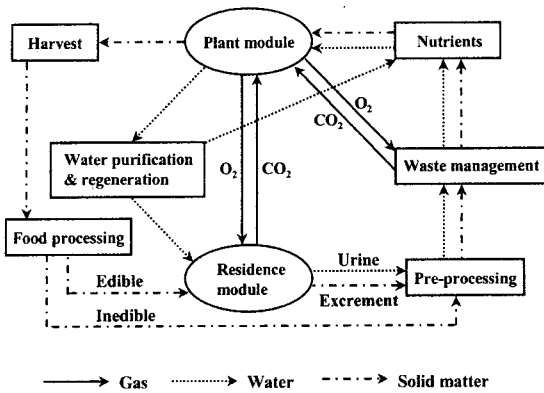 Harvest
Plant module
Nutrients
O₂
CO₂
Water purification
& regeneration
O₂
CO₂
Waste management
Food processing
Residence
module
Urine
Pre-processing
Edible
Excrement
Inedible
Gas
Water
Solid matter